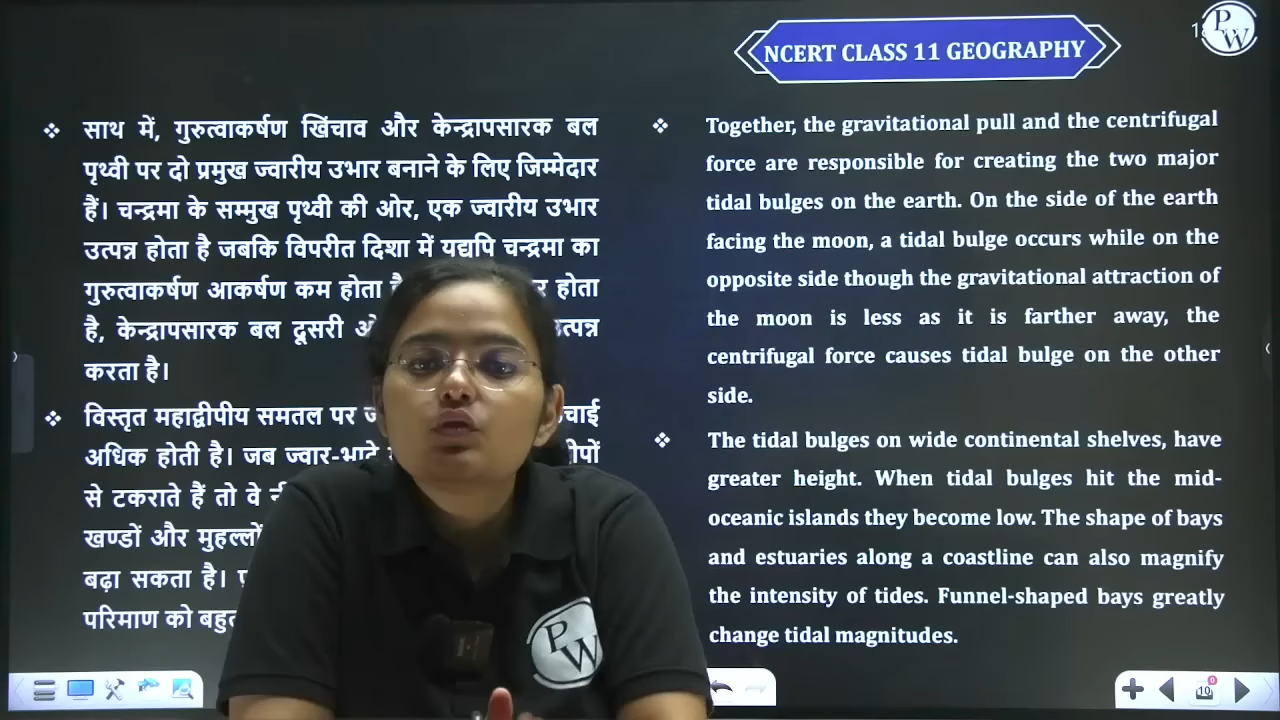 NCERT CLASS 11 GEOGRAPHY
PW
साथ में, गुरुत्वाकर्षण खिंचाव और केन्द्रापसारक बल
पृथ्वी पर दो प्रमुख ज्वारीय उभार बनाने के लिए जिम्मेदार
हैं। चन्द्रमा के सम्मुख पृथ्वी की ओर, एक ज्वारीय उभार
उत्पन्न होता है जबकि विपरीत दिशा में यद्यपि चन्द्रमा का
गुरुत्वाकर्षण आकर्षण कम होता होता
है, केन्द्रापसारक बल दूसरी
करता है।
विस्तृत महाद्वीपीय समतल पर
अधिक होती है। जब ज्वार-भाटे
से टकराते हैं तो वे
खण्डों और मुहल्लों
बढ़ा सकता है।
परिमाण को
Together, the gravitational pull and the centrifugal
force are responsible for creating the two major
tidal bulges on the earth. On the side of the earth
facing the moon, a tidal bulge occurs while on the
opposite side though the gravitational attraction of
the moon is less as it is farther away, the
centrifugal force causes tidal bulge on the other
side.
The tidal bulges on wide continental shelves, have
greater height. When tidal bulges hit the mid-
oceanic islands they become low. The shape of bays
and estuaries along a coastline can also magnify
the intensity of tides. Funnel-shaped bays greatly
change tidal magnitudes.
PW
10
0